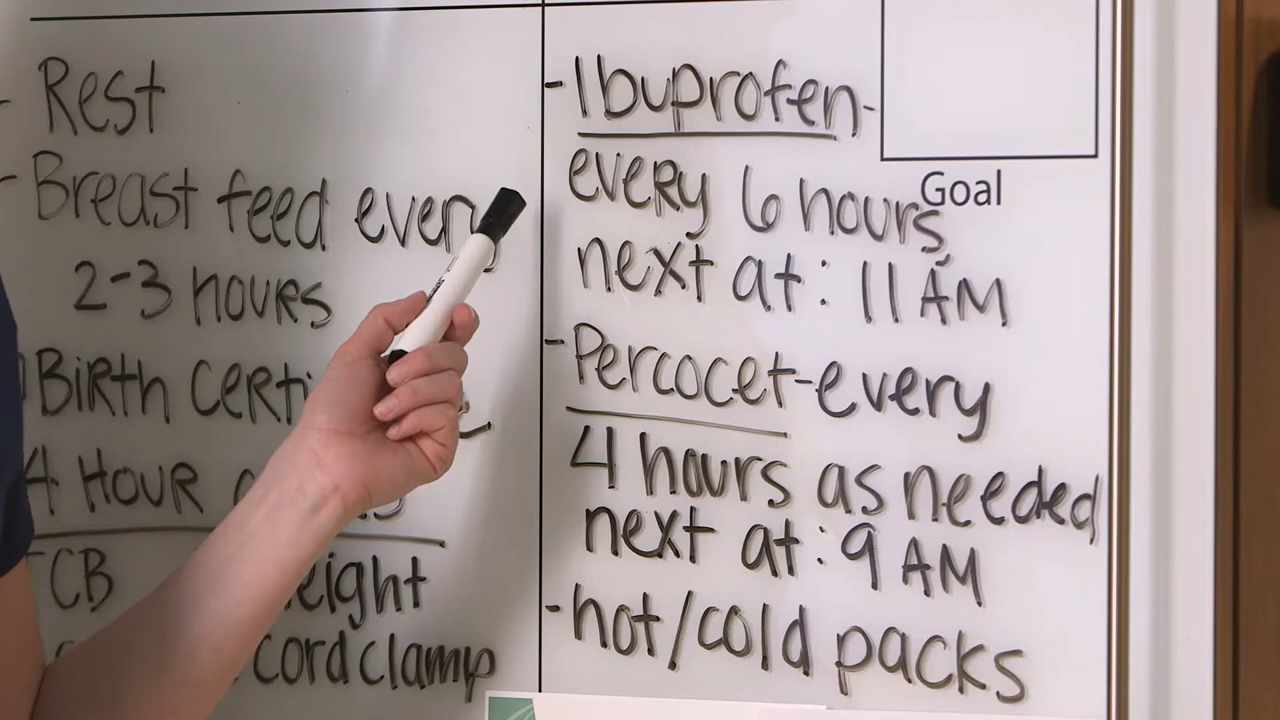 - Rest
- Breast feed every
2-3 hours
Birth Certi
4 HOUR
TCB
eight
cord clamp
-Ibuprofen-
every 6 hours
next at: 11 AM
-Percocet-every
4 hours as needed
next at: 9 AM
-hot/cold packs
Goal